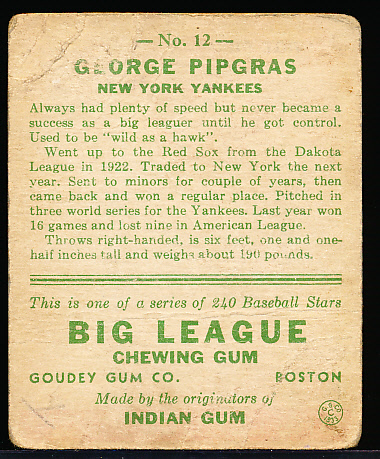 — No. 12 —
GEORGE PIPGRAS
NEW YORK YANKEES
Always had plenty of speed but never became a
success as a big leaguer until he got control.
Used to be "wild as a hawk".
Went up to the Red Sox from the Dakota
League in 1922. Traded to New York the next
year. Sent to minors for couple of years, then
came back and won a regular place. Pitched in
three world series for the Yankees. Last year won
16 games and lost nine in American League.
Throws right-handed, is six feet, one and one-
half inches tall and weighs about 190 pounds.
This is one of a series of 240 Baseball Stars
BIG LEAGUE
CHEWING GUM
GOUDEY GUM CO. BOSTON
Made by the originators of
INDIAN GUM
G.G.CO.
C
1933